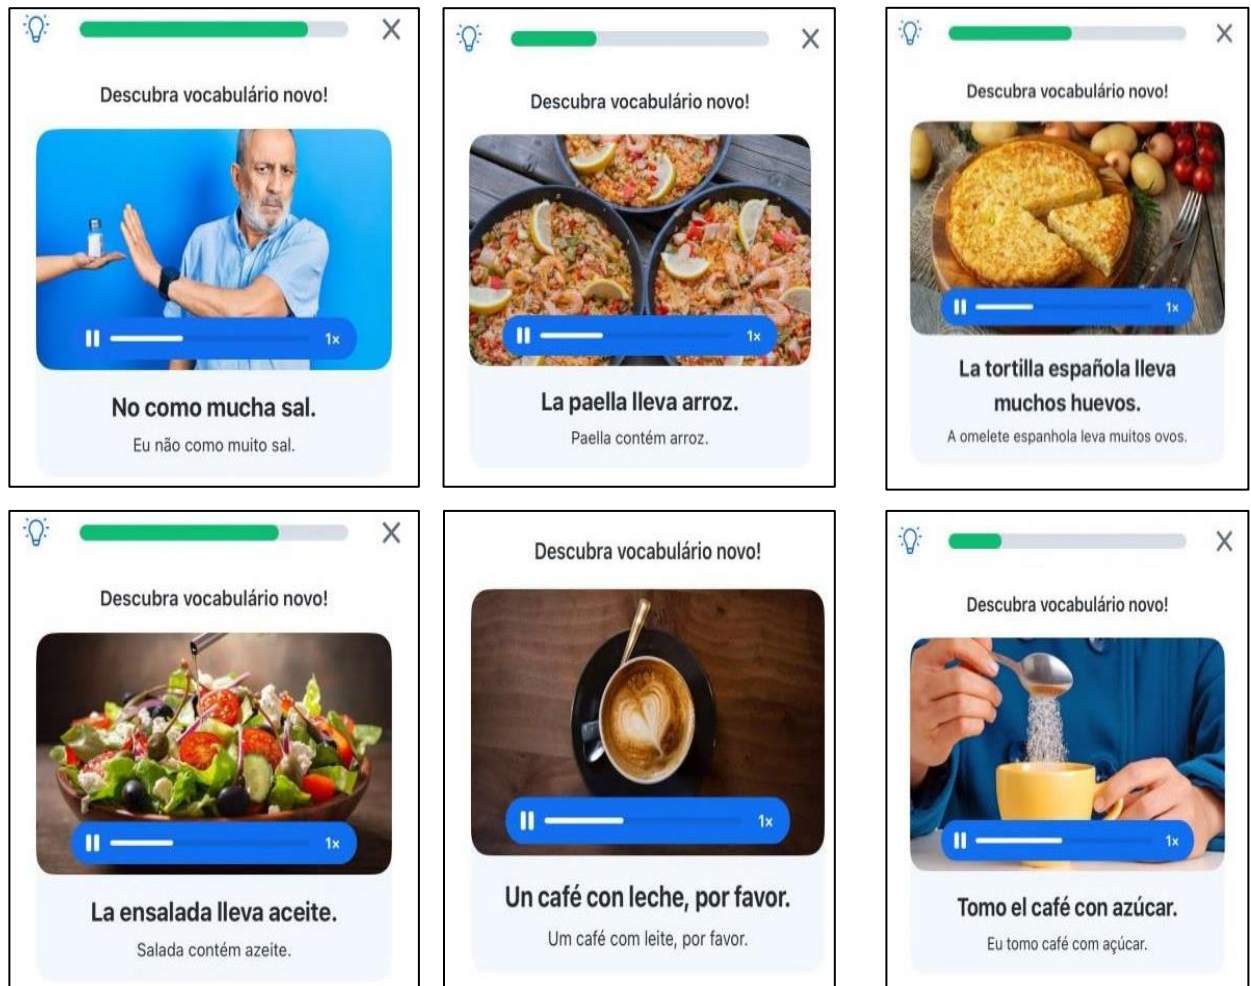 Descubra vocabulário novo!
1x
No como mucha sal.
Eu não como muito sal.
Descubra vocabulário novo!
1x
La paella lleva arroz.
Paella contém arroz.
Descubra vocabulário novo!
1x
La tortilla española lleva
muchos huevos.
A omelete espanhola leva muitos ovos.
Descubra vocabulário novo!
1x
La ensalada lleva aceite.
Salada contém azeite.
Descubra vocabulário novo!
1x
Un café con leche, por favor.
Um café com leite, por favor.
Descubra vocabulário novo!
1x
Tomo el café con azúcar.
Eu tomo café com açúcar.